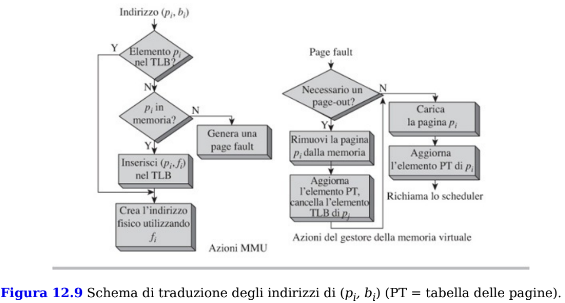 Indirizzo (pi, bi)
Y
Elemento pi
nel TLB?
N
pi in
memoria?
N
Genera una
page fault
Y
Inserisci (pi,fi)
nel TLB
Crea l'indirizzo
fisico utilizzando
fi
Azioni MMU
Page fault
Necessario un
page-out?
N
Y
Rimuovi la pagina
pj dalla memoria
Aggiorna
l'elemento PT,
cancella l'elemento
TLB di pj
Carica
la pagina pi
Aggiorna
l'elemento PT di pi
Richiama lo scheduler
Azioni del gestore della memoria virtuale
Figura 12.9 Schema di traduzione degli indirizzi di (pi, bi) (PT = tabella delle pagine).